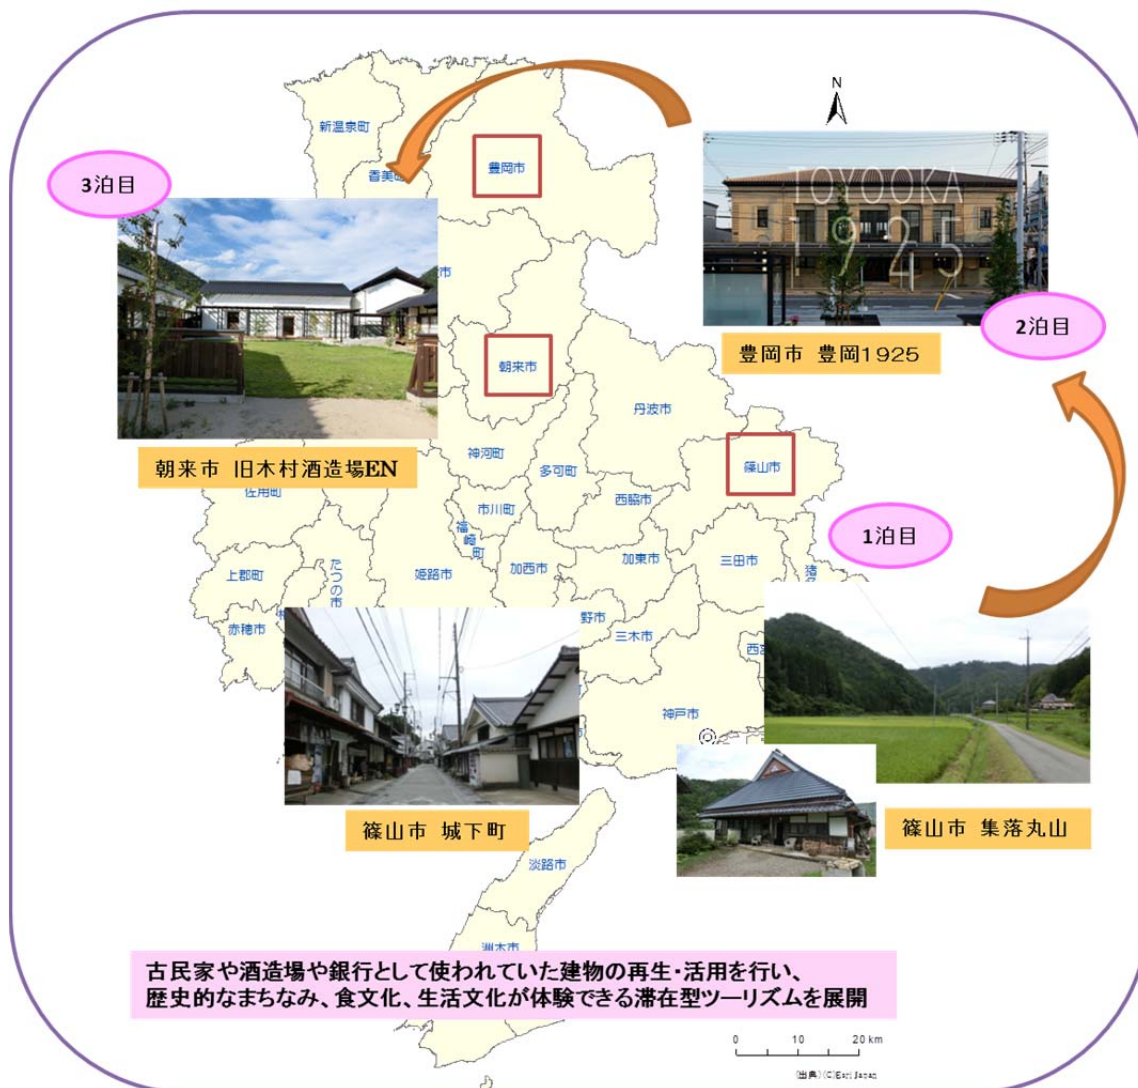 N
新温泉町
豊岡市
香美町
3泊目
TOYOOKA
1925
2泊目
豊岡市 豊岡1925
朝来市
丹波市
朝来市 旧木村酒造場EN
神河町
多可町
篠山市
佐用町
市川町
西脇市
福崎町
1泊目
上郡町
たつの市
姫路市
加西市
加東市
三田市
赤穂市
野市
三木市
神戸市
篠山市 城下町
篠山市 集落丸山
淡路市
洲本市
古民家や酒造場や銀行として使われていた建物の再生・活用を行い、
歴史的なまちなみ、食文化、生活文化が体験できる滞在型ツーリズムを展開
0 10 20 km
(出典)(C)Esri Japan